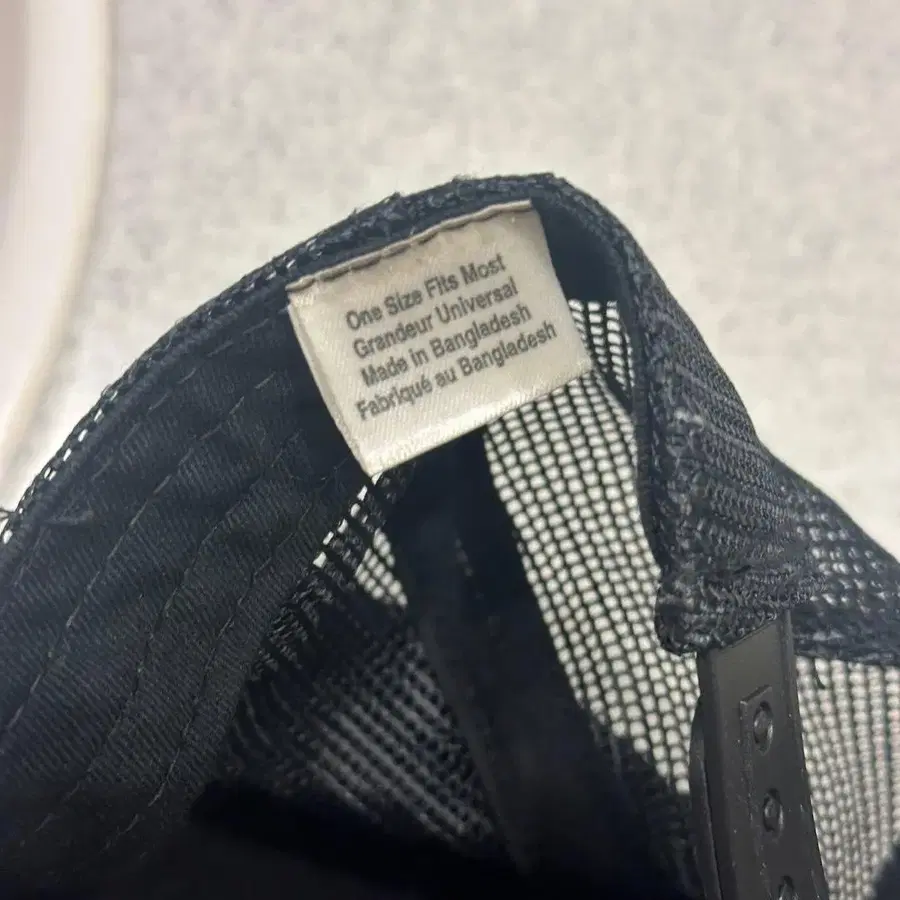 One Size Fits Most
Grandeur Universal
Made in Bangladesh
Fabriqué au Bangladesh